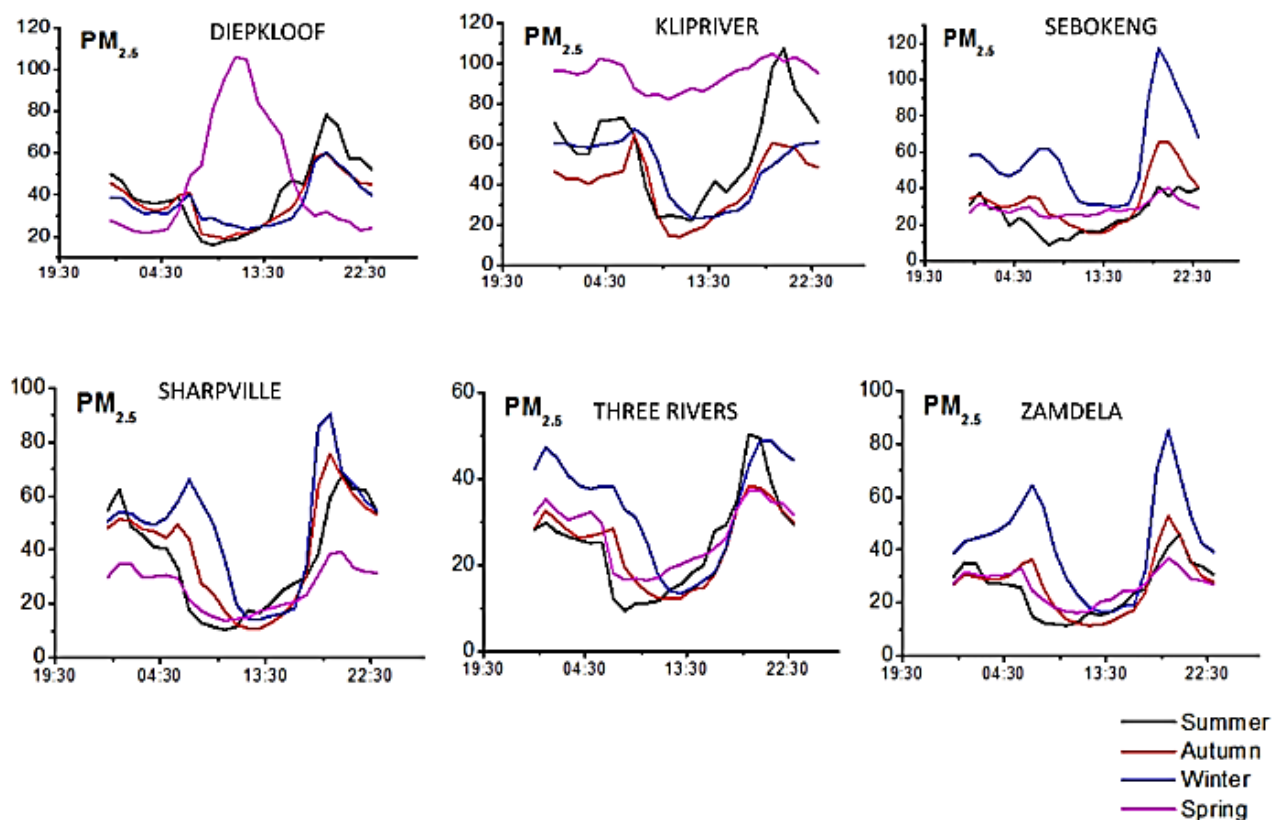 DIEPKLOOF
PM2.5
120
100
80
60
40
20
19:30 04:30 13:30 22:30
KLIPRIVER
PM2.5
120
100
80
60
40
20
0
19:30 04:30 13:30 22:30
SEBOKENG
PM2.5
120
100
80
60
40
20
0
19:30 04:30 13:30 22:30
SHARPVILLE
PM2.5
100
80
60
40
20
0
19:30 04:30 13:30 22:30
THREE RIVERS
PM2.5
60
40
20
0
19:30 04:30 13:30 22:30
ZAMDELA
PM2.5
100
80
60
40
20
0
19:30 04:30 13:30 22:30
Summer
Autumn
Winter
Spring